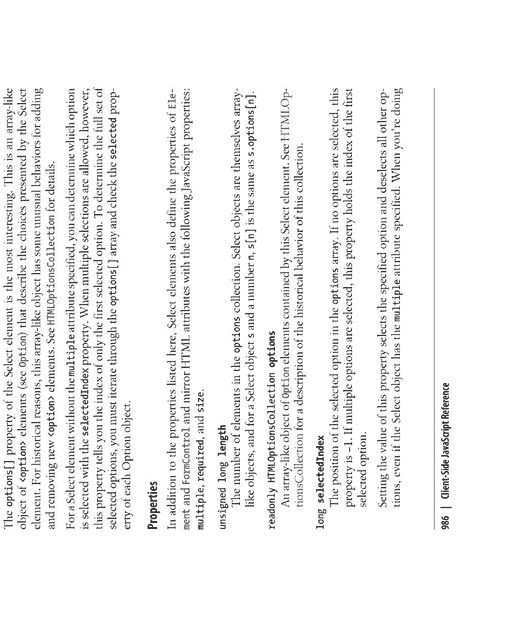 The options[] property of the Select element is the most interesting. This is an array-like
object of <option> elements (see Option) that describe the choices presented by the Select
element. For historical reasons, this array-like object has some unusual behaviors for adding
and removing new <option> elements. See HTMLOptionsCollection for details.
For a Select element without the multiple attribute specified, you can determine which option
is selected with the selectedIndex property. When multiple selections are allowed, however,
this property tells you the index of only the first selected option. To determine the full set of
selected options, you must iterate through the options[] array and check the selected prop-
erty of each Option object.
Properties
In addition to the properties listed here, Select elements also define the properties of Ele-
ment and FormControl and mirror HTML attributes with the following JavaScript properties:
multiple, required, and size.
unsigned long length
The number of elements in the options collection. Select objects are themselves array-
like objects, and for a Select object s and a number n, s[n] is the same as s.options[n].
readonly HTMLOptionsCollection options
An array-like object of Option elements contained by this Select element. See HTMLOp-
tionsCollection for a description of the historical behavior of this collection.
long selectedIndex
The position of the selected option in the options array. If no options are selected, this
property is −1. If multiple options are selected, this property holds the index of the first
selected option.
Setting the value of this property selects the specified option and deselects all other op-
tions, even if the Select object has the multiple attribute specified. When you're doing
986 | Client-Side JavaScript Reference